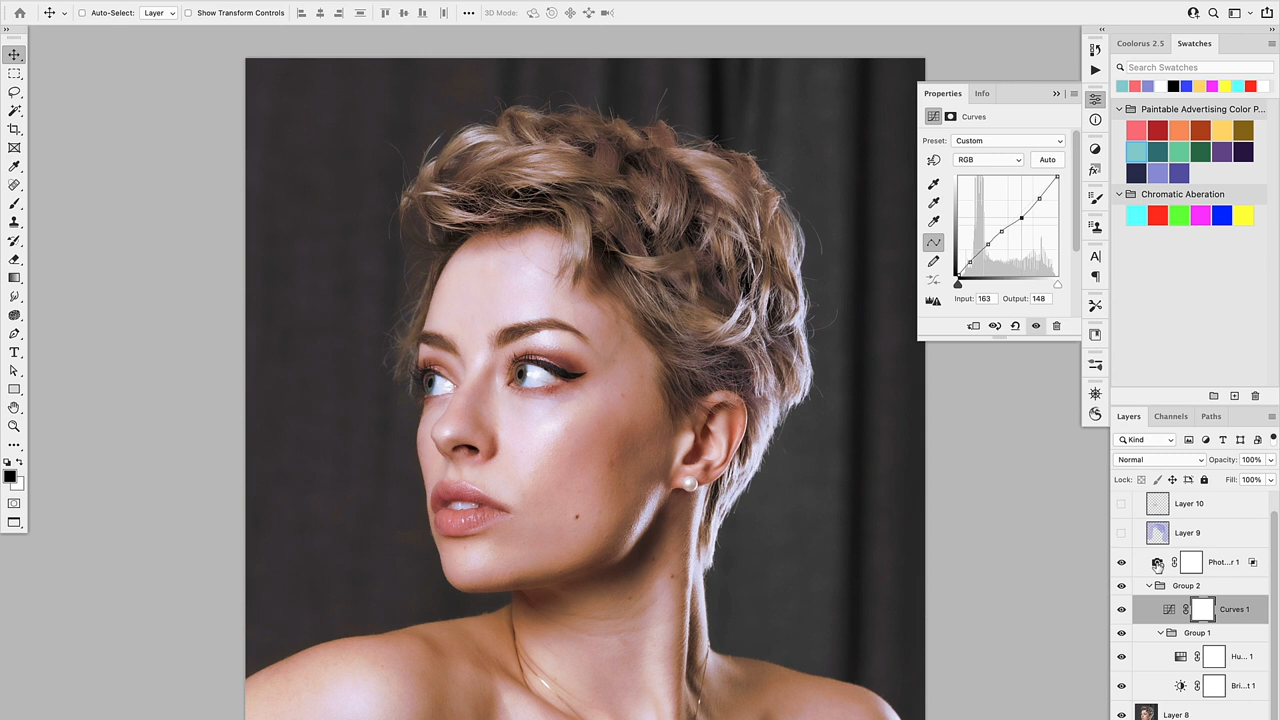 Auto-Select: Layer Show Transform Controls ••• 3D Mode:
Coolorus 2.5 Swatches
Search Swatches
Paintable Advertising Color P...
Chromatic Aberration
Properties Info
Curves
Preset: Custom
RGB Auto
Input: 163 Output: 148
Layers Channels Paths
Kind
Normal Opacity: 100%
Lock: Fill: 100%
Layer 10
Layer 9
Phot...r 1
Group 2
Curves 1
Group 1
Hu... 1
Bri...t 1
Layer 8